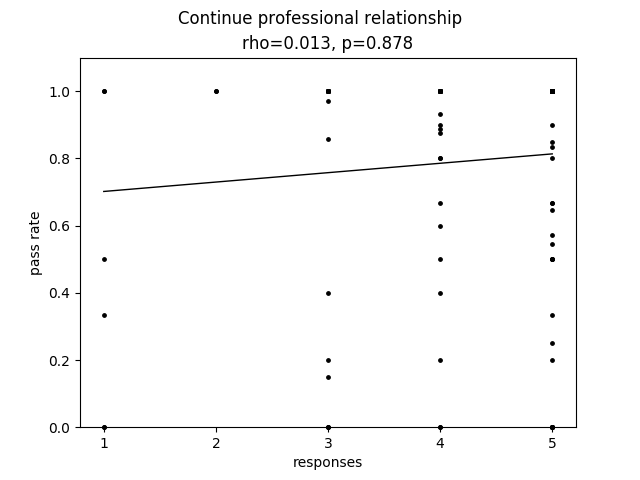 Continue professional relationship
rho=0.013, p=0.878
1.0
0.8
0.6
0.4
0.2
0.0
pass rate
1 2 3 4 5
responses